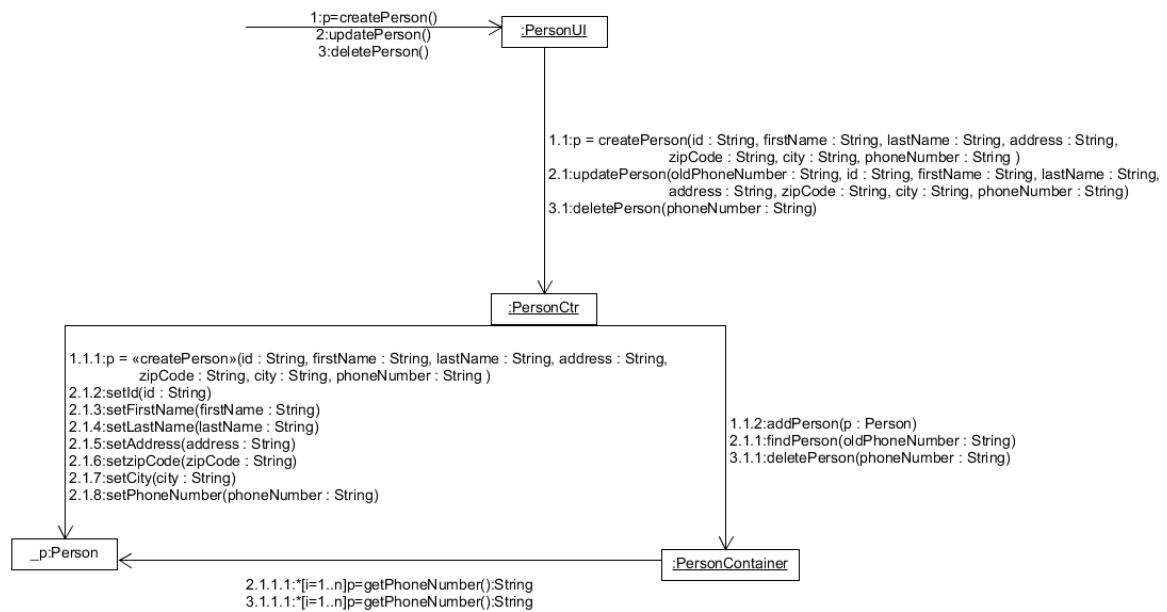 1:p=createPerson()
2:updatePerson()
3:deletePerson()
:PersonUI
1.1:p = createPerson(id : String, firstName : String, lastName : String, address : String,
zipCode : String, city : String, phoneNumber : String )
2.1:updatePerson(oldPhoneNumber : String, id : String, firstName : String, lastName : String,
address : String, zipCode : String, city : String, phoneNumber : String)
3.1:deletePerson(phoneNumber : String)
:PersonCtr
1.1.1:p = «createPerson»(id : String, firstName : String, lastName : String, address : String,
zipCode : String, city : String, phoneNumber : String )
2.1.2:setId(id : String)
2.1.3:setFirstName(firstName : String)
2.1.4:setLastName(lastName : String)
2.1.5:setAddress(address : String)
2.1.6:setzipCode(zipCode : String)
2.1.7:setCity(city : String)
2.1.8:setPhoneNumber(phoneNumber : String)
1.1.2:addPerson(p : Person)
2.1.1:findPerson(oldPhoneNumber : String)
3.1.1:deletePerson(phoneNumber : String)
_p:Person
:PersonContainer
2.1.1.1:*[i=1..n]p=getPhoneNumber():String
3.1.1.1:*[i=1..n]p=getPhoneNumber():String